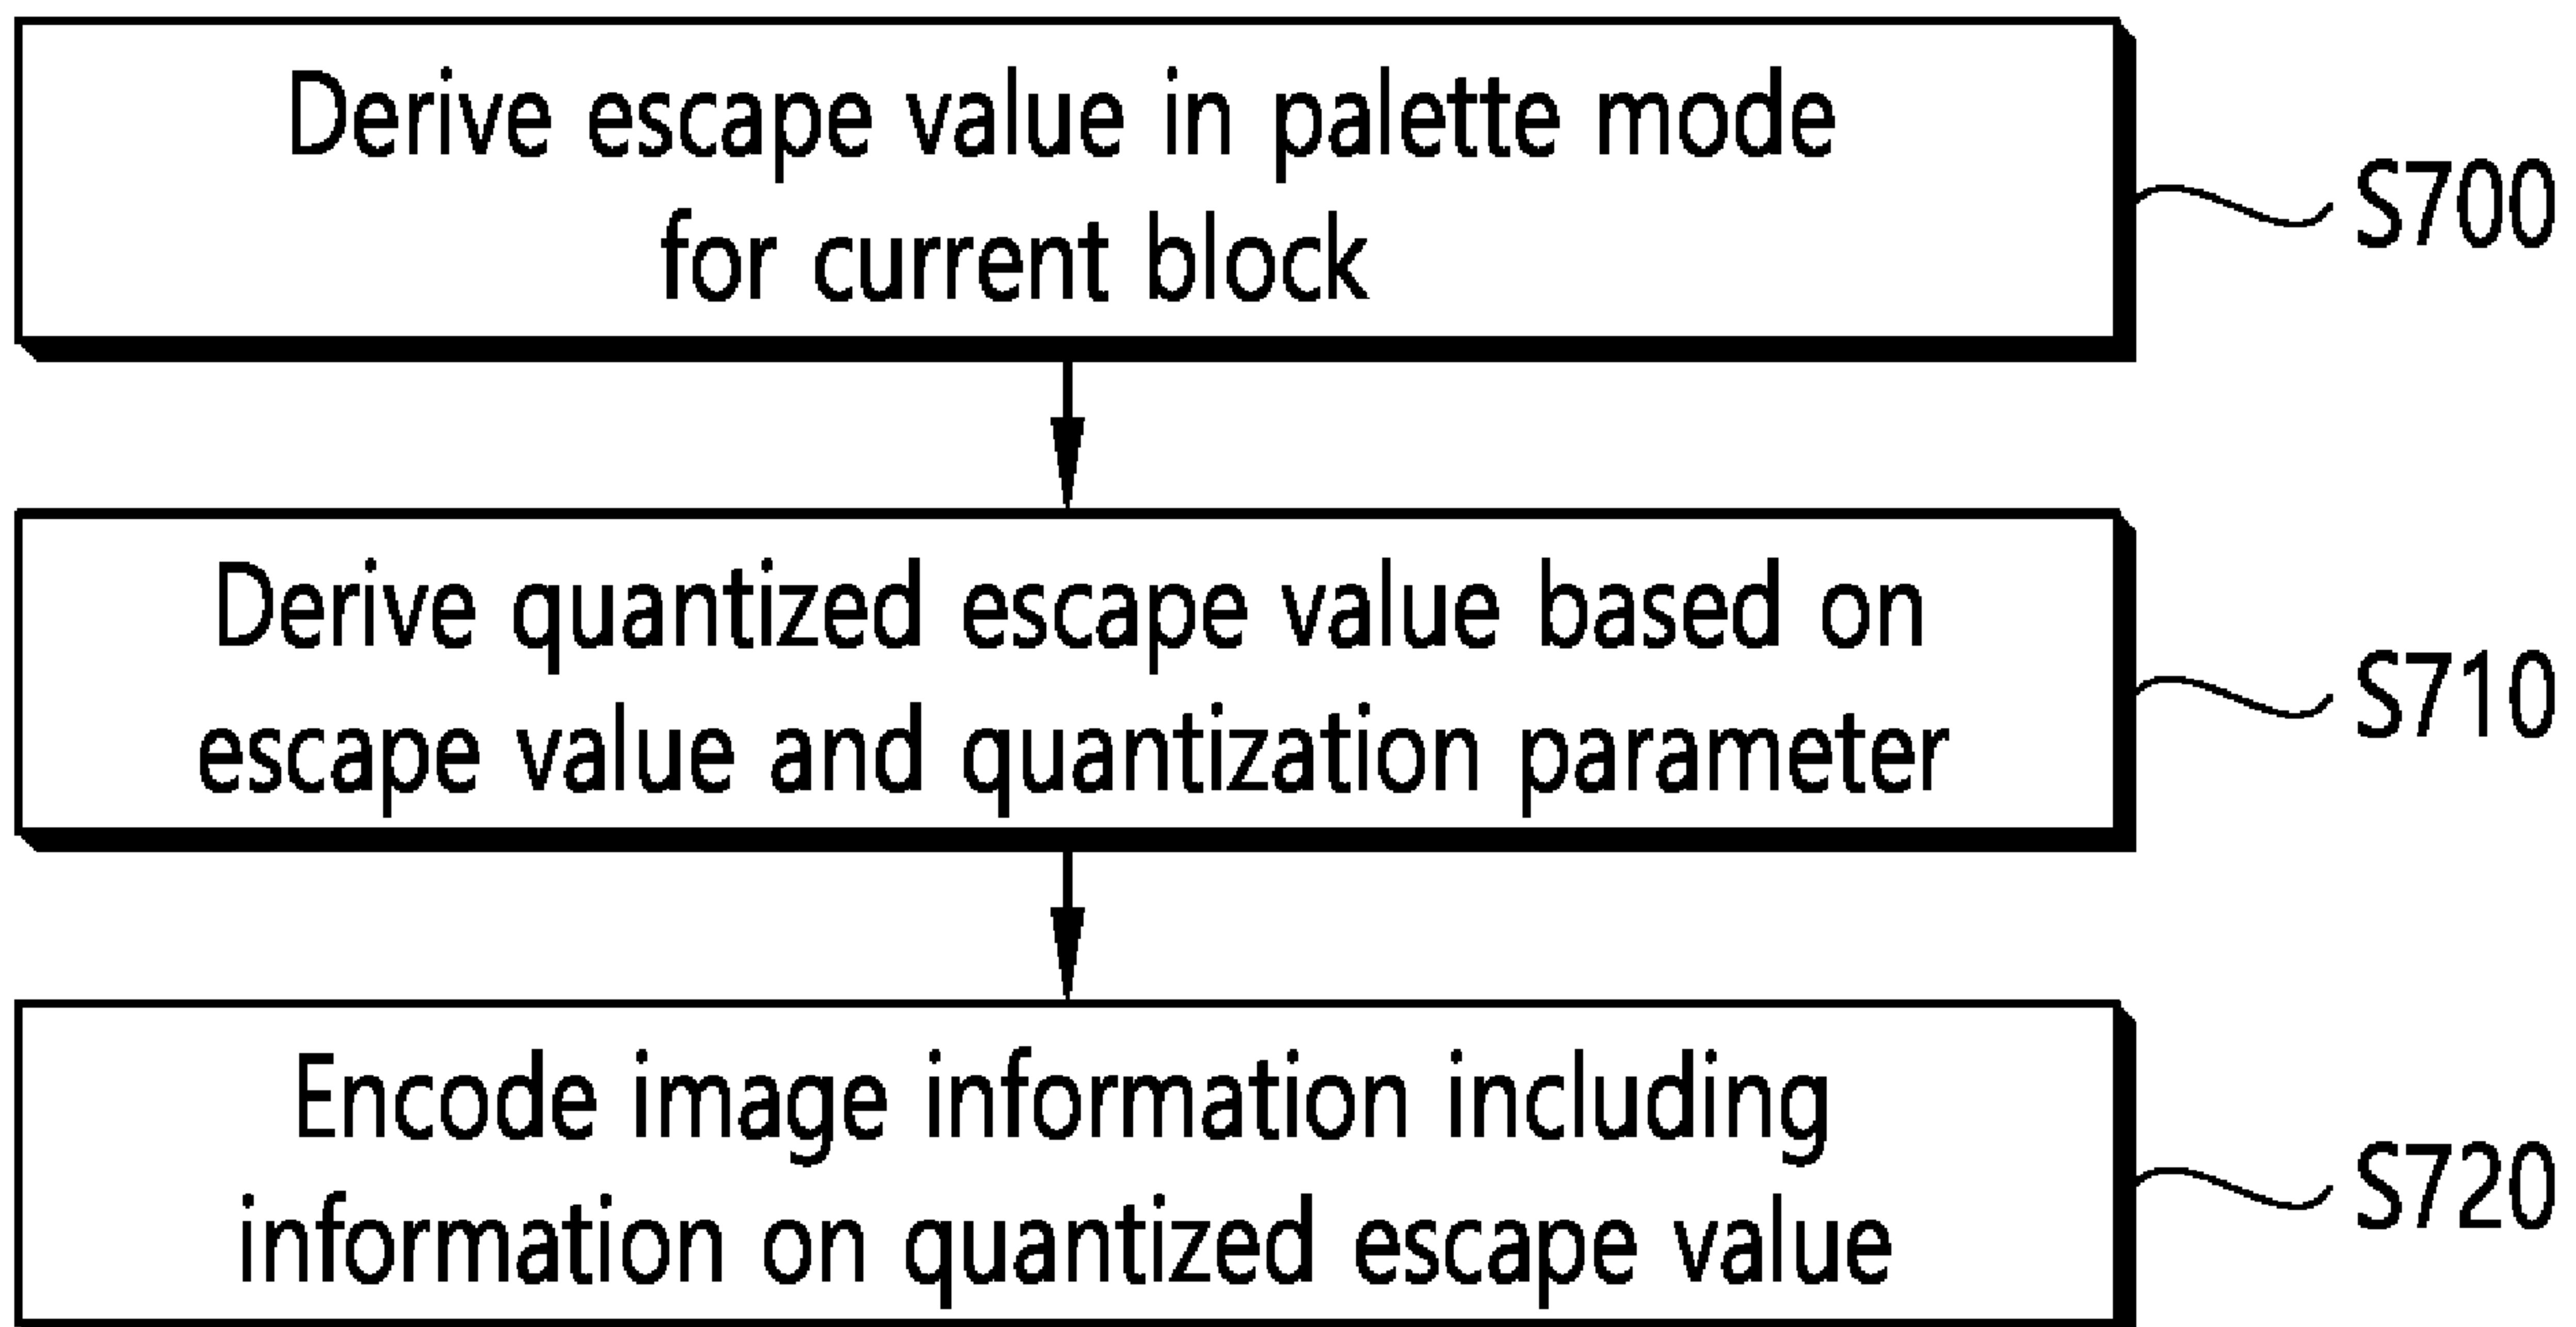 Derive escape value in palette mode
for current block
S700
Derive quantized escape value based on
escape value and quantization parameter
S710
Encode image information including
information on quantized escape value
S720